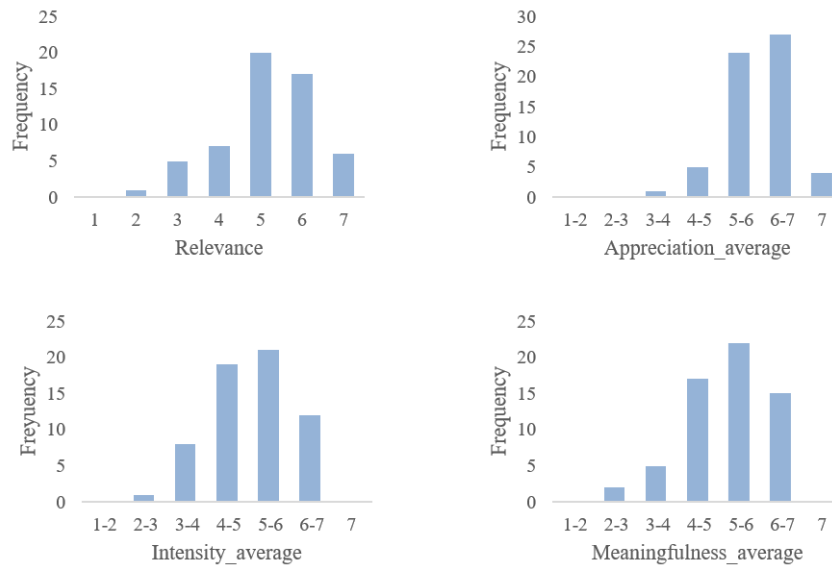 25
20
15
10
5
0
Frequency
1 2 3 4 5 6 7
Relevance
30
25
20
15
10
5
0
Frequency
1-2 2-3 3-4 4-5 5-6 6-7 7
Appreciation_average
25
20
15
10
5
0
Freyuency
1-2 2-3 3-4 4-5 5-6 6-7 7
Intensity_average
25
20
15
10
5
0
Frequency
1-2 2-3 3-4 4-5 5-6 6-7 7
Meaningfulness_average